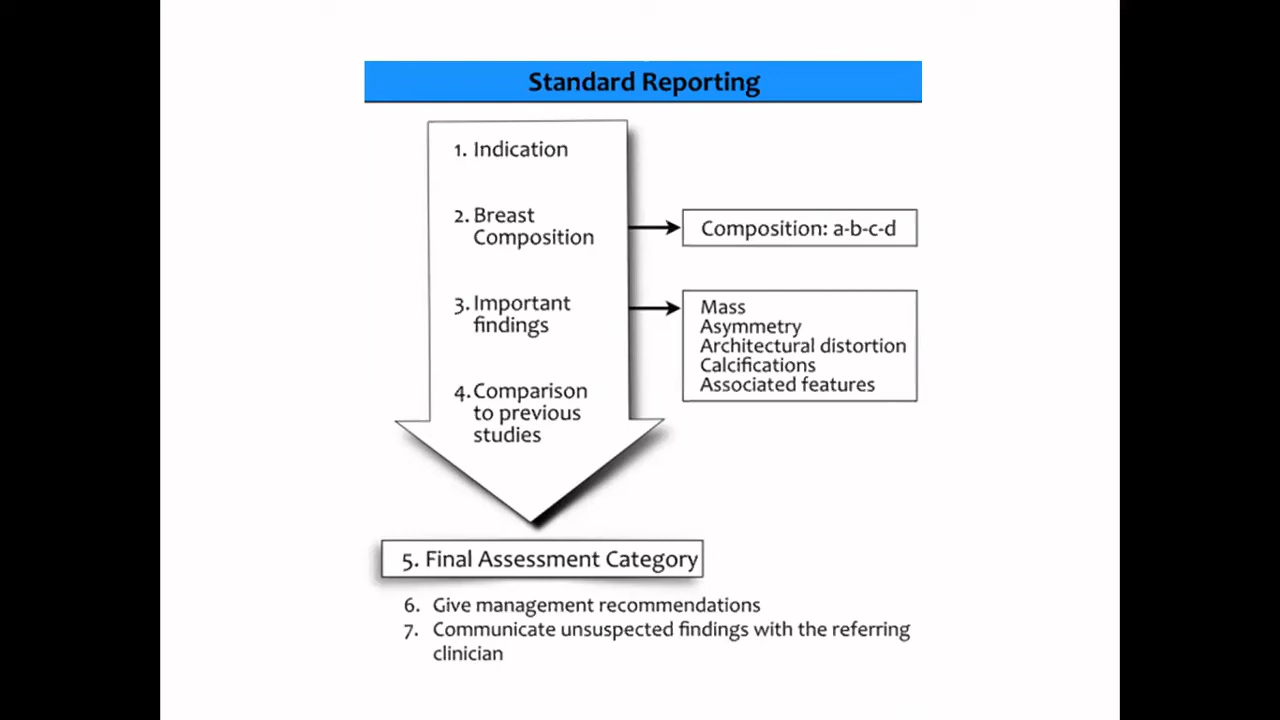 Standard Reporting
1. Indication
2. Breast
Composition
Composition: a-b-c-d
3. Important
findings
Mass
Asymmetry
Architectural distortion
Calcifications
Associated features
4. Comparison
to previous
studies
5. Final Assessment Category
6. Give management recommendations
7. Communicate unsuspected findings with the referring
clinician